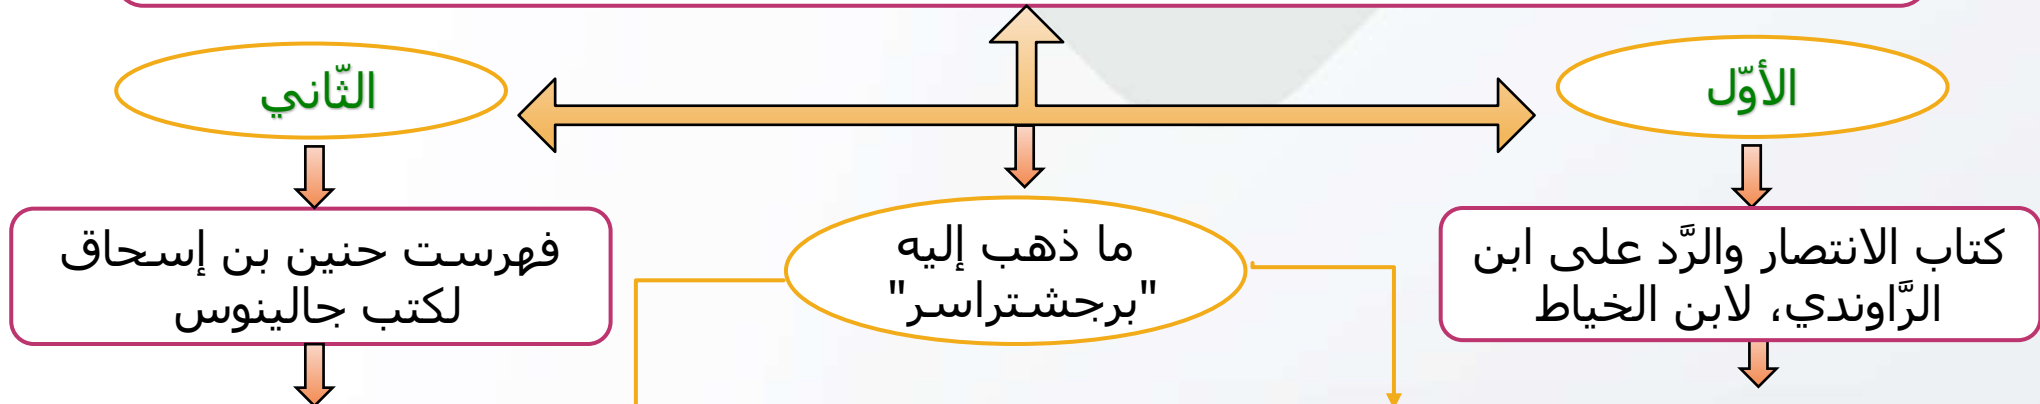 الأوّل
الثّاني
كتاب الانتصار والرَّد على ابن
الرَّاوندي، لابن الخياط
ما ذهب إليه
"برجشتراسر"
فهرست حنين بن إسحاق
لكتب جالينوس